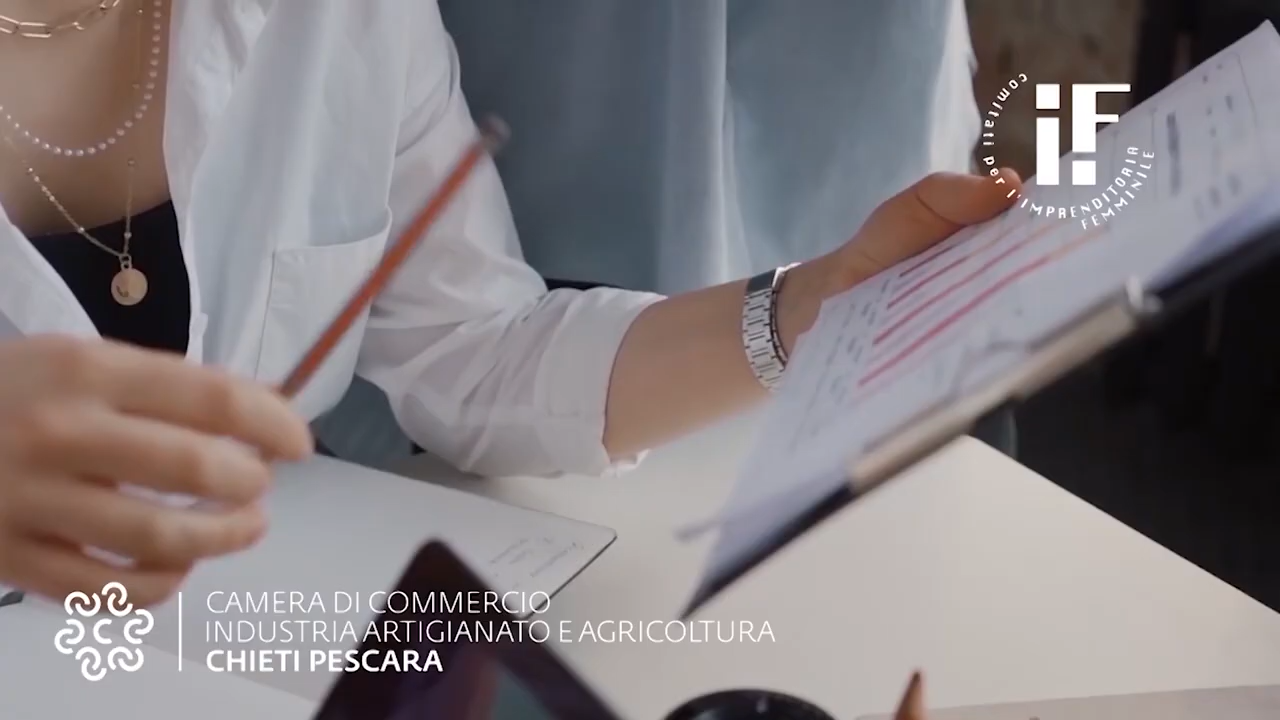 comitati per l'IMPRENDITORIA
FEMMINILE
iF
CAMERA DI COMMERCIO
INDUSTRIA ARTIGIANATO E AGRICOLTURA
CHIETI PESCARA